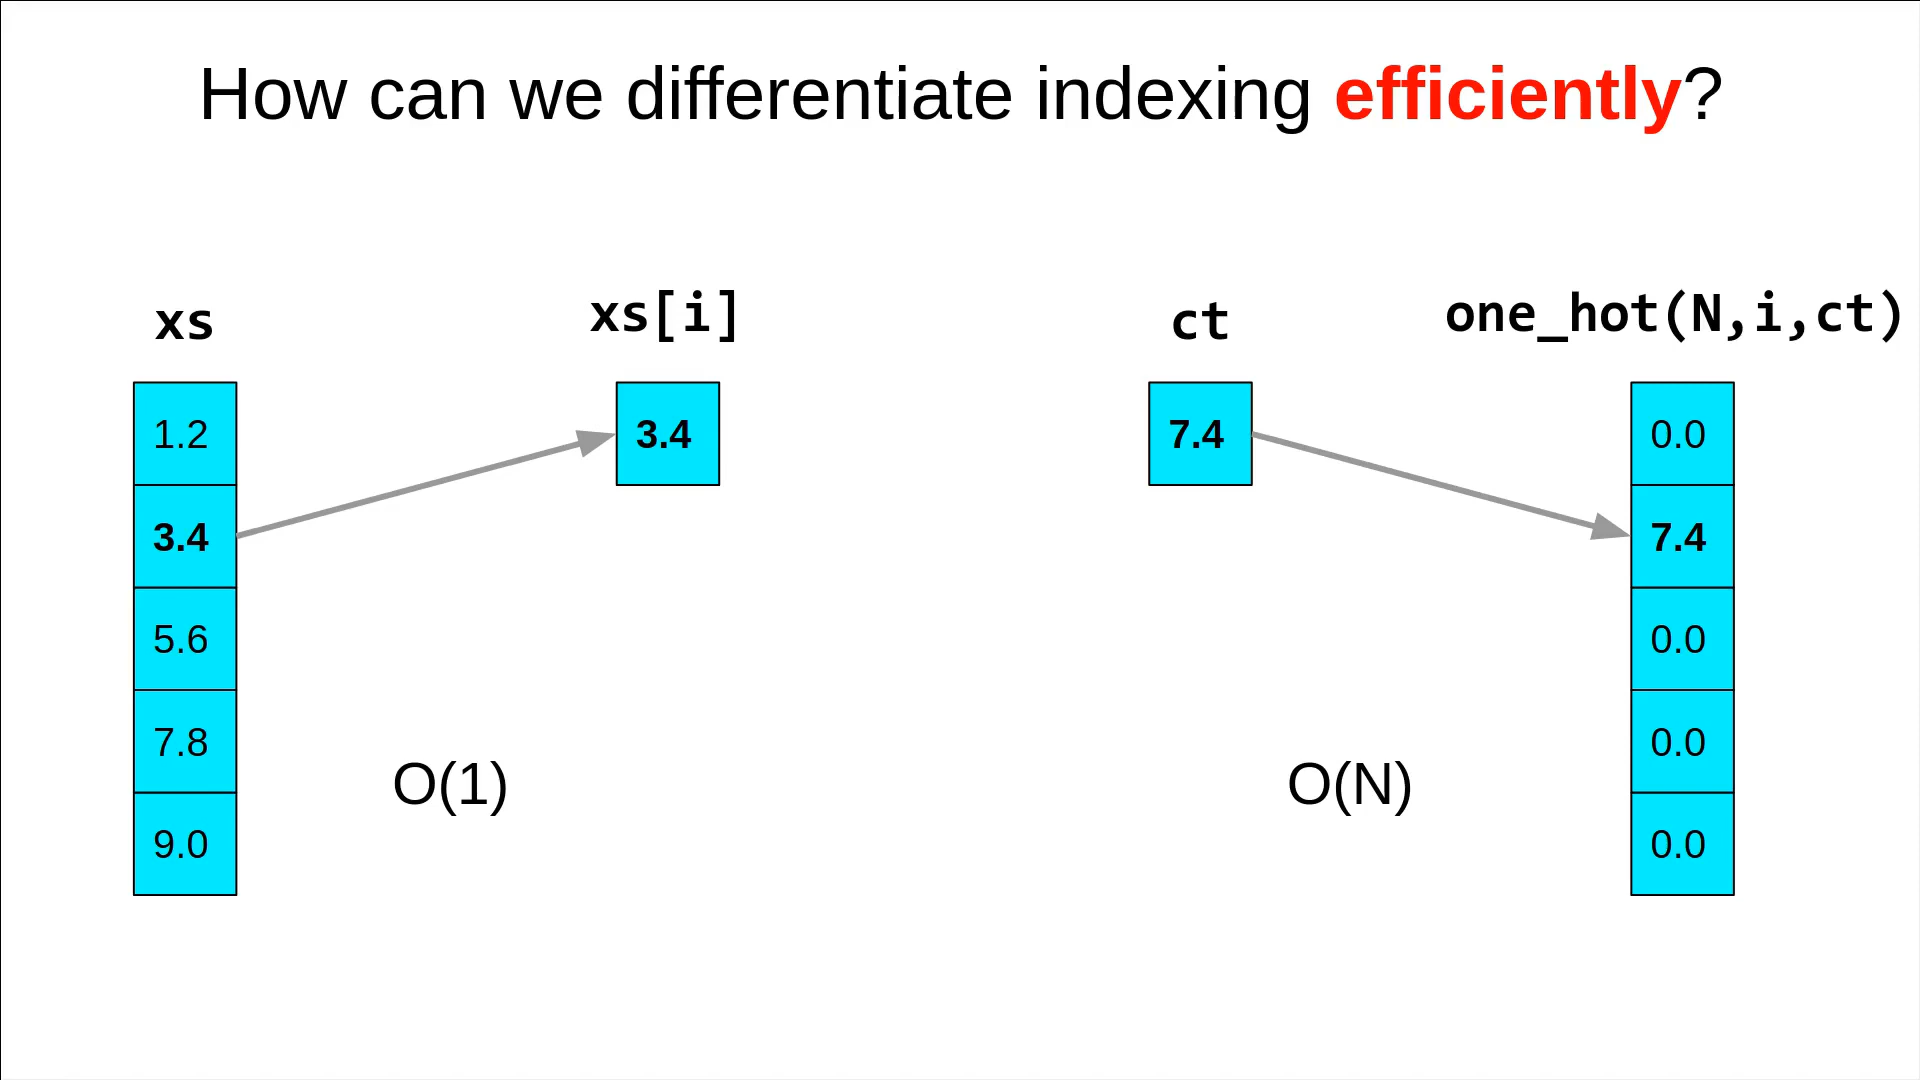 How can we differentiate indexing efficiently?
xs
1.2
3.4
5.6
7.8
9.0
xs[i]
3.4
O(1)
ct
7.4
O(N)
one_hot(N,i,ct)
0.0
7.4
0.0
0.0
0.0